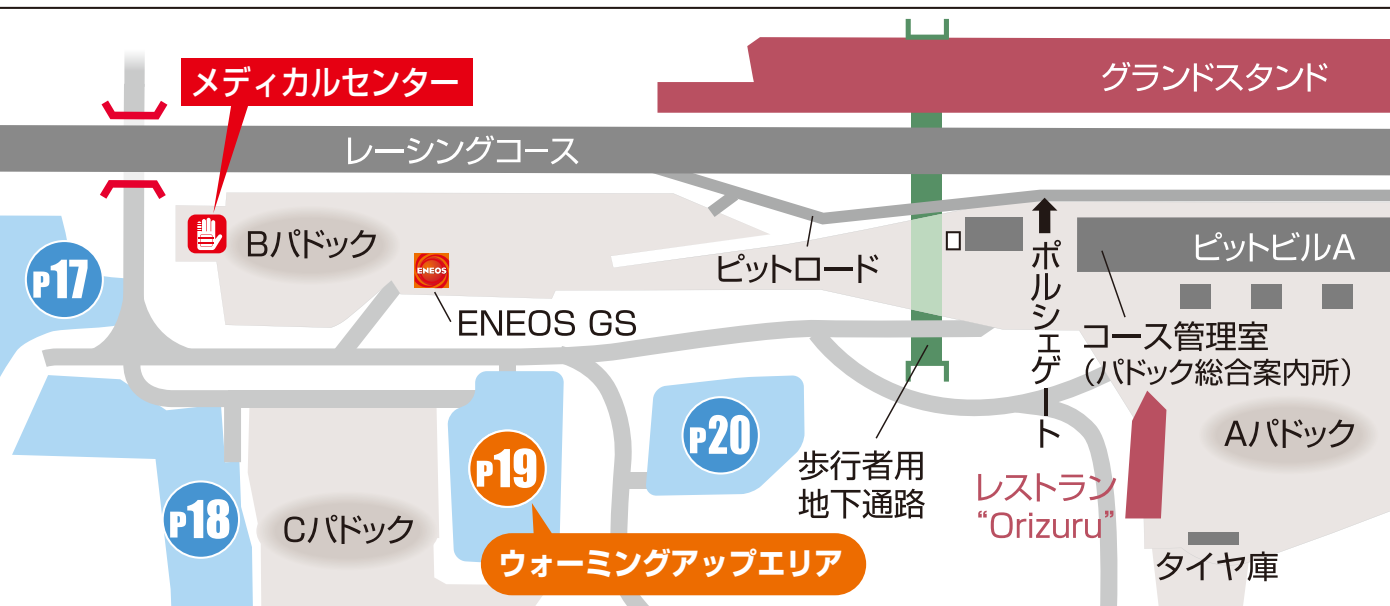 グランドスタンド
メディカルセンター
レーシングコース
Bパドック
ENEOS
ENEOS GS
ピットロード
ポルシェゲート
ピットビルA
コース管理室
（パドック総合案内所）
P17
P18
P19
P20
Cパドック
ウォーミングアップエリア
歩行者用
地下通路
Aパドック
レストラン
“Orizuru”
タイヤ庫